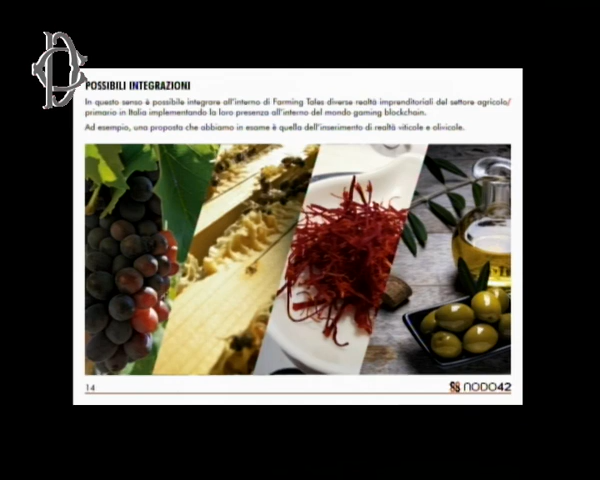 POSSIBILI INTEGRAZIONI
In questo senso è possibile integrare all'interno di Farming Tales diverse realtà imprenditoriali del settore agricolo/
primario in Italia implementando la loro presenza all'interno del mondo gaming blockchain.
Ad esempio, una proposta che abbiamo in esame è quella dell'inserimento di realtà viticole e olivicole.
14
NODO42